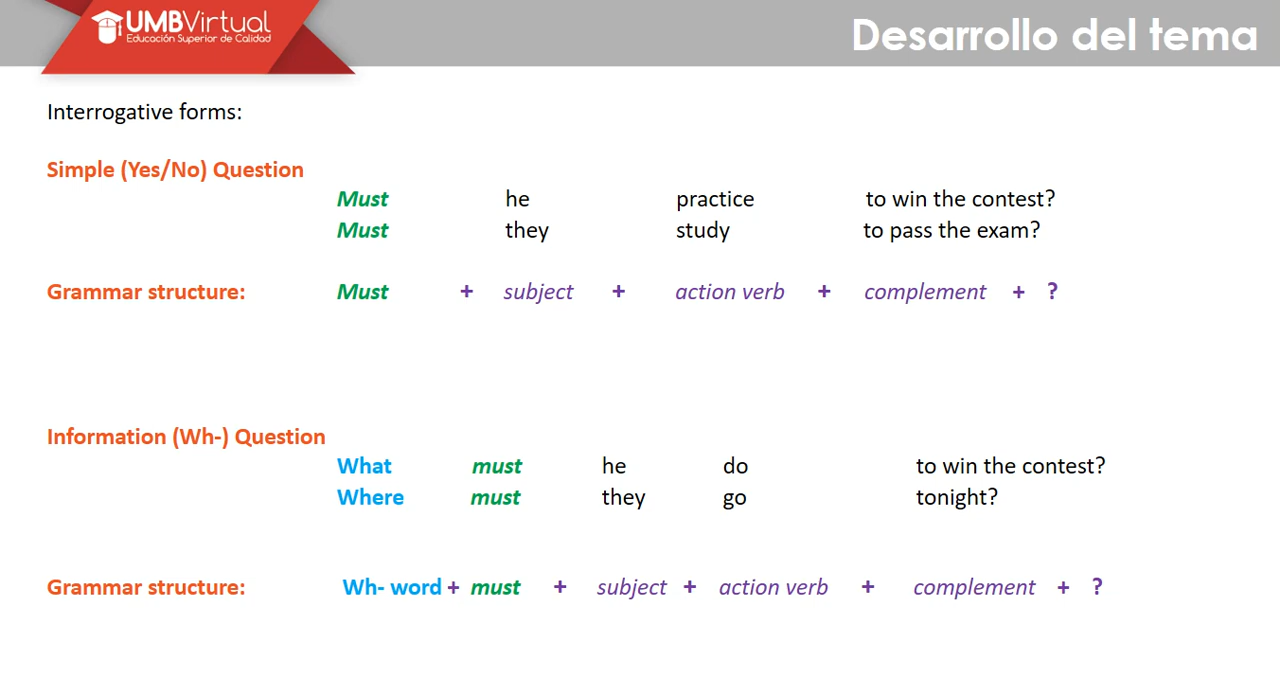 UMBVirtual
Educación Superior de Calidad
Desarrollo del tema
Interrogative forms:
Simple (Yes/No) Question
Must he practice to win the contest?
Must they study to pass the exam?
Grammar structure: Must + subject + action verb + complement + ?
Information (Wh-) Question
What must he do to win the contest?
Where must they go tonight?
Grammar structure: Wh- word + must + subject + action verb + complement + ?